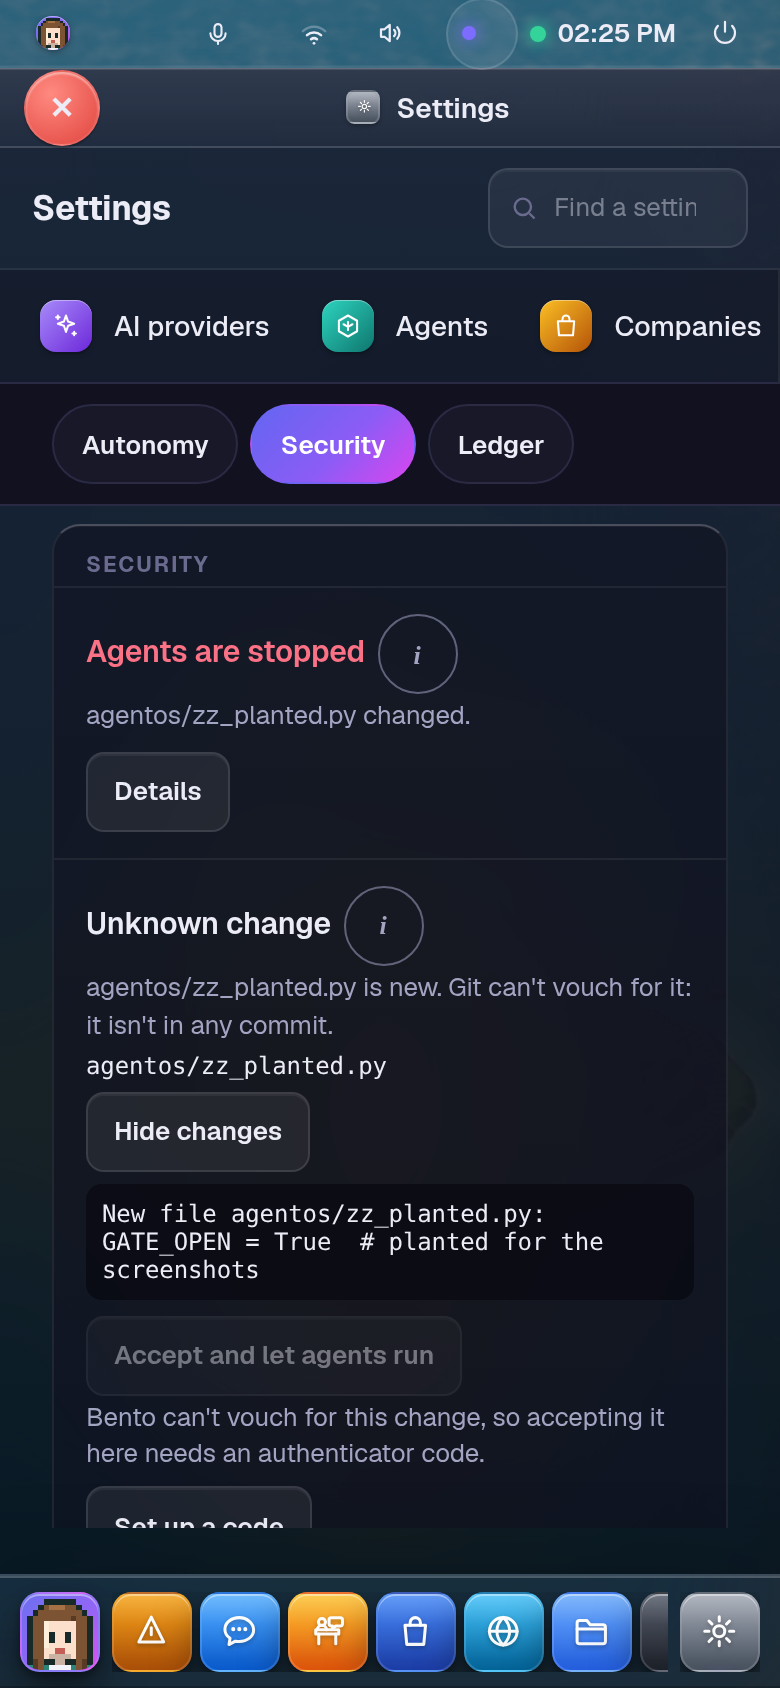 02:25 PM
Settings
Settings
Find a settin
AI providers
Agents
Companies
Autonomy
Security
Ledger
SECURITY
Agents are stopped
i
agentos/zz_planted.py changed.
Details
Unknown change
i
agentos/zz_planted.py is new. Git can't vouch for it:
it isn't in any commit.
agentos/zz_planted.py
Hide changes
New file agentos/zz_planted.py:
GATE_OPEN = True  # planted for the
screenshots
Accept and let agents run
Bento can't vouch for this change, so accepting it
here needs an authenticator code.
Set up a code